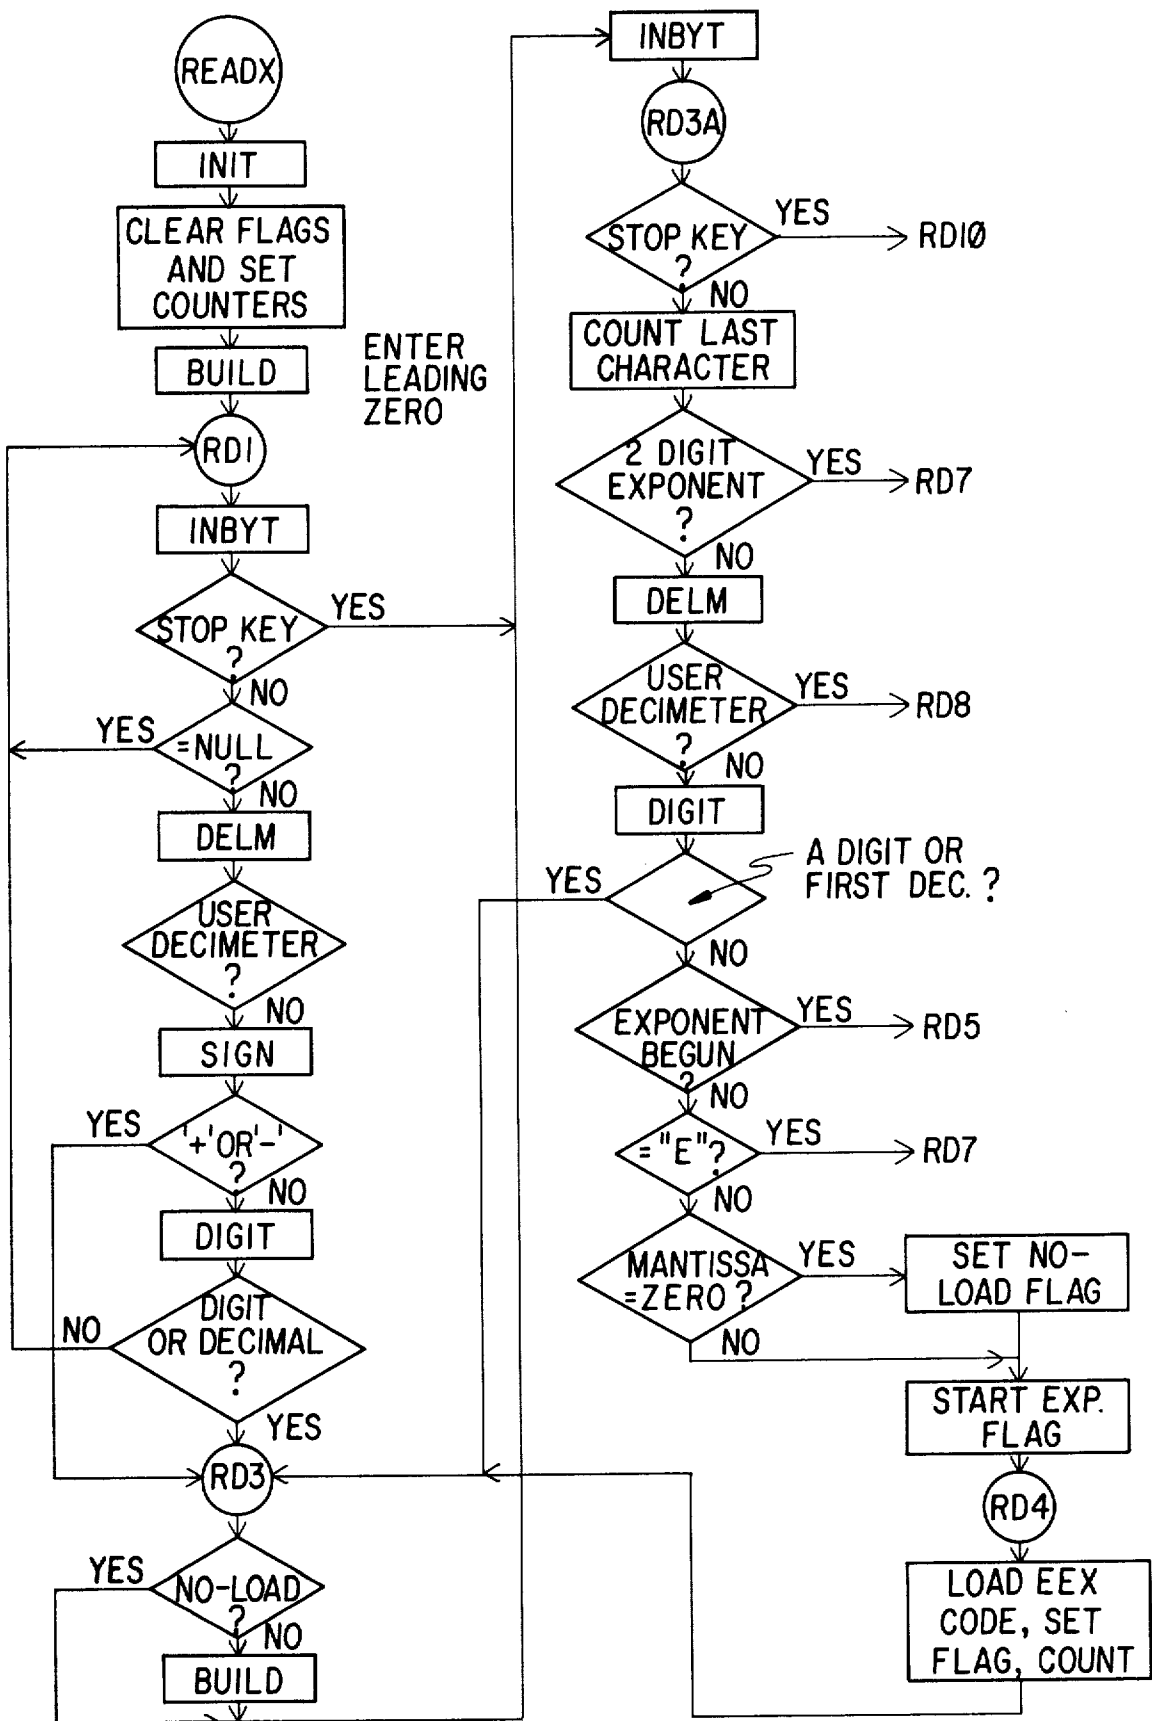 READX
INIT
CLEAR FLAGS
AND SET
COUNTERS
BUILD
ENTER
LEADING
ZERO
RD1
INBYT
STOP KEY
?
YES
NO
=NULL
?
YES
NO
DELM
USER
DECIMETER
?
NO
SIGN
'+'OR'-'
?
YES
NO
DIGIT
DIGIT
OR DECIMAL
?
NO
YES
RD3
NO-LOAD
?
YES
NO
BUILD
INBYT
RD3A
STOP KEY
?
YES
RD1Ø
NO
COUNT LAST
CHARACTER
2 DIGIT
EXPONENT
?
YES
RD7
NO
DELM
USER
DECIMETER
?
YES
RD8
NO
DIGIT
A DIGIT OR
FIRST DEC. ?
YES
NO
EXPONENT
BEGUN
?
YES
RD5
NO
="E"?
YES
RD7
NO
MANTISSA
=ZERO ?
YES
SET NO-
LOAD FLAG
NO
START EXP.
FLAG
RD4
LOAD EEX
CODE, SET
FLAG, COUNT